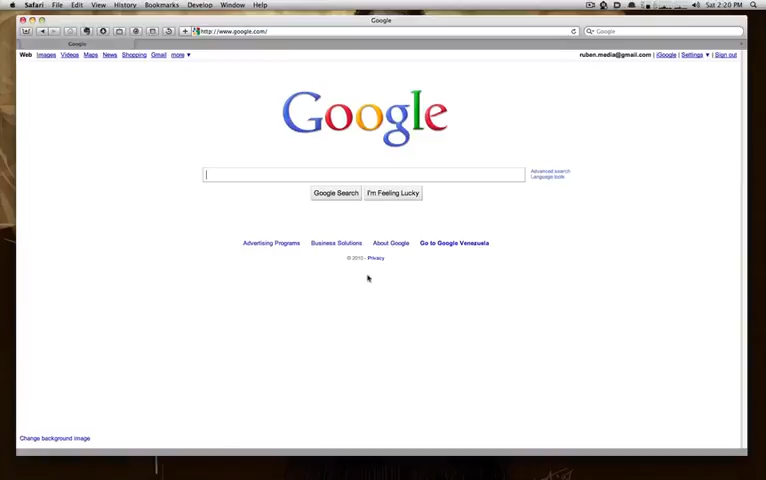 Safari File Edit View History Bookmarks Develop Window Help Sat 2:20 PM
Google
http://www.google.com/ Google
Google
Web Images Videos Maps News Shopping Gmail more ▼ ruben.media@gmail.com | iGoogle | Settings ▼ | Sign out
Google
Advanced search
Language tools
Google Search I'm Feeling Lucky
Advertising Programs Business Solutions About Google Go to Google Venezuela
© 2010 - Privacy
Change background image